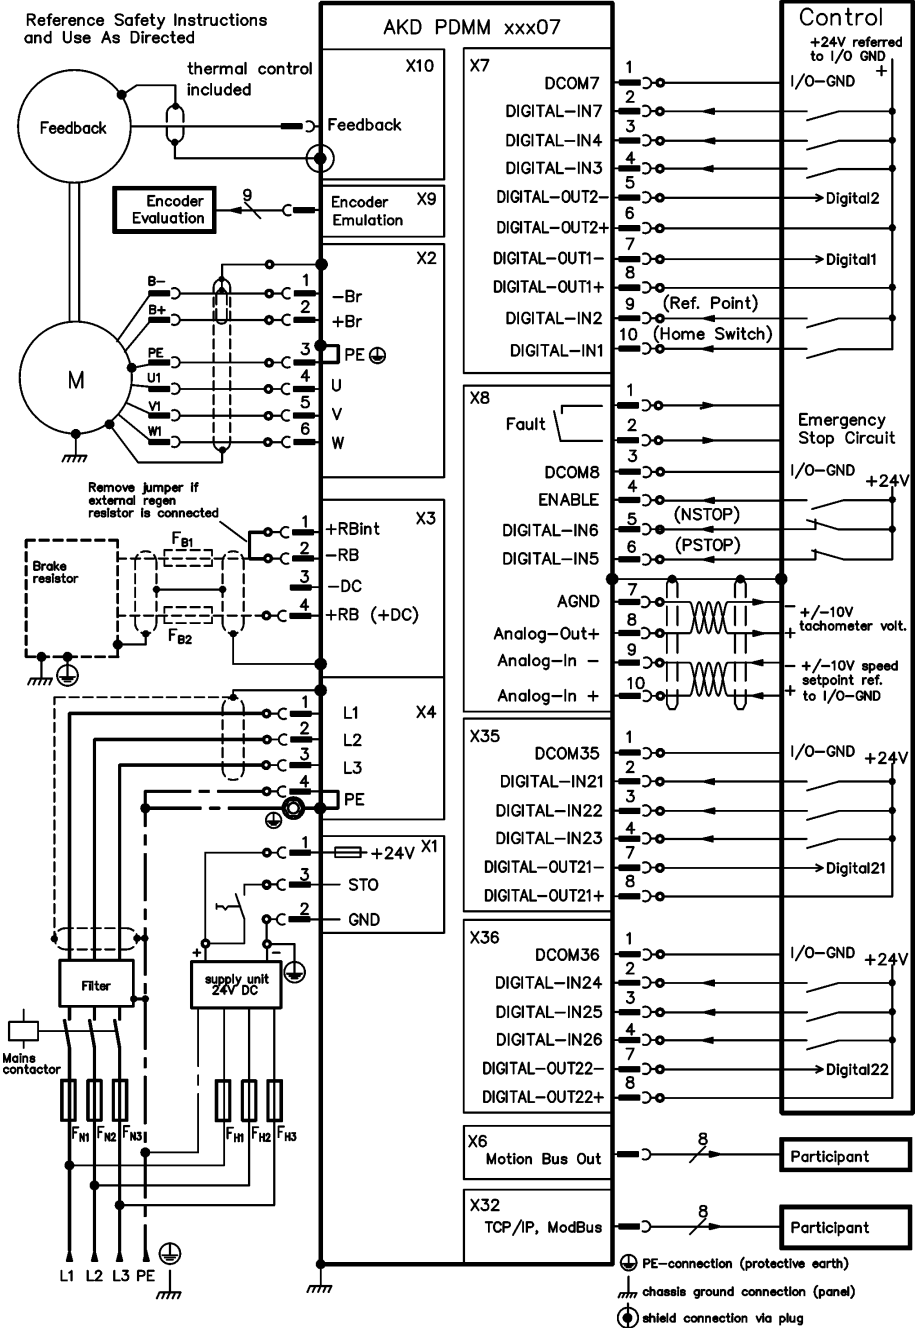 Reference Safety Instructions
and Use As Directed
AKD PDMM xxx07
Control
+24V referred
to I/O GND
+
Feedback
thermal control
included
X10
Feedback
Encoder
Evaluation
9
Encoder
Emulation
X9
X2
B-
1
-Br
B+
2
+Br
PE
3
PE
M
U1
4
U
V1
5
V
W1
6
W
Remove jumper if
external regen
resistor is connected
X3
1
+RBint
FB1
2
-RB
Brake
resistor
3
-DC
4
+RB (+DC)
FB2
X4
1
L1
2
L2
3
L3
4
PE
X1
1
+24V
3
STO
2
GND
+
-
Filter
supply unit
24V DC
Mains
contactor
FN1
FN2
FN3
FH1
FH2
FH3
L1
L2
L3
PE
X7
DCOM7
1
I/O-GND
DIGITAL-IN7
2
DIGITAL-IN4
3
DIGITAL-IN3
4
DIGITAL-OUT2-
5
Digital2
DIGITAL-OUT2+
6
DIGITAL-OUT1-
7
Digital1
DIGITAL-OUT1+
8
DIGITAL-IN2
9
(Ref. Point)
DIGITAL-IN1
10
(Home Switch)
X8
Fault
1
2
Emergency
Stop Circuit
DCOM8
3
I/O-GND
+24V
ENABLE
4
DIGITAL-IN6
5
(NSTOP)
DIGITAL-IN5
6
(PSTOP)
AGND
7
-
Analog-Out+
8
+
+/-10V
tachometer volt.
Analog-In -
9
-
Analog-In +
10
+
+/-10V speed
setpoint ref.
to I/O-GND
X35
DCOM35
1
I/O-GND
+24V
DIGITAL-IN21
2
DIGITAL-IN22
3
DIGITAL-IN23
4
DIGITAL-OUT21-
7
Digital21
DIGITAL-OUT21+
8
X36
DCOM36
1
I/O-GND
+24V
DIGITAL-IN24
2
DIGITAL-IN25
3
DIGITAL-IN26
4
DIGITAL-OUT22-
7
Digital22
DIGITAL-OUT22+
8
X6
Motion Bus Out
8
Participant
X32
TCP/IP, ModBus
8
Participant
PE-connection (protective earth)
chassis ground connection (panel)
shield connection via plug